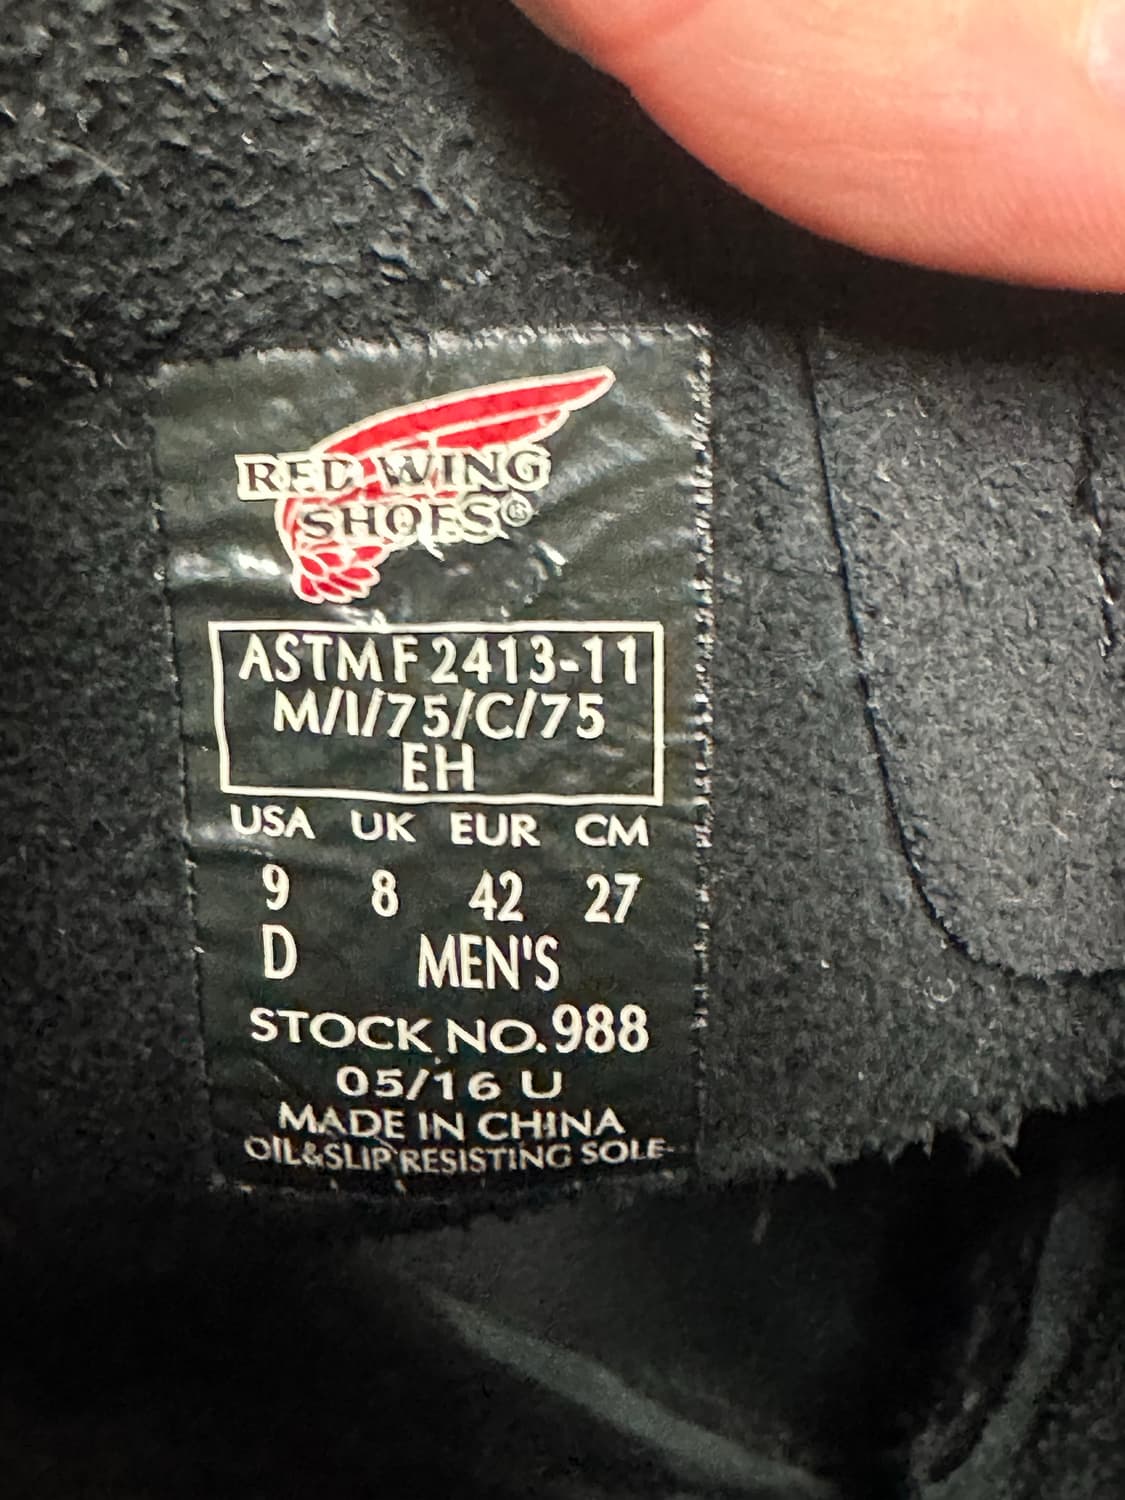 RED WING
SHOES®
ASTM F 2413-11
M/I/75/C/75
EH
USA UK EUR CM
9 8 42 27
D MEN'S
STOCK NO.988
05/16 U
MADE IN CHINA
OIL&SLIP RESISTING SOLE